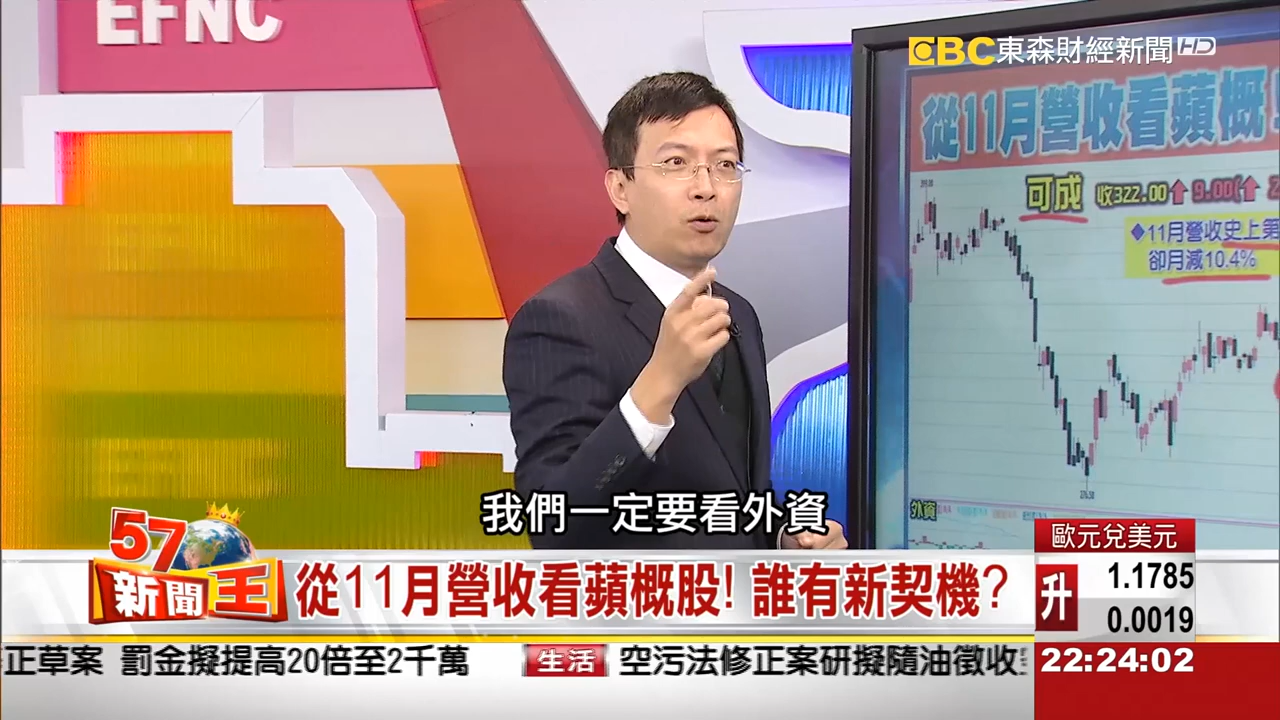 EFNC
EBC東森財經新聞HD
從11月營收看蘋概
可成 收322.00⬆ 9.00(⬆ 2
◆11月營收史上第
卻月減10.4%
276.50
外資
我們一定要看外資
歐元兌美元
57
新聞王
從11月營收看蘋概股! 誰有新契機?
升
1.1785
0.0019
正草案 罰金擬提高20倍至2千萬 生活 空污法修正案研擬隨油徵收
22:24:02